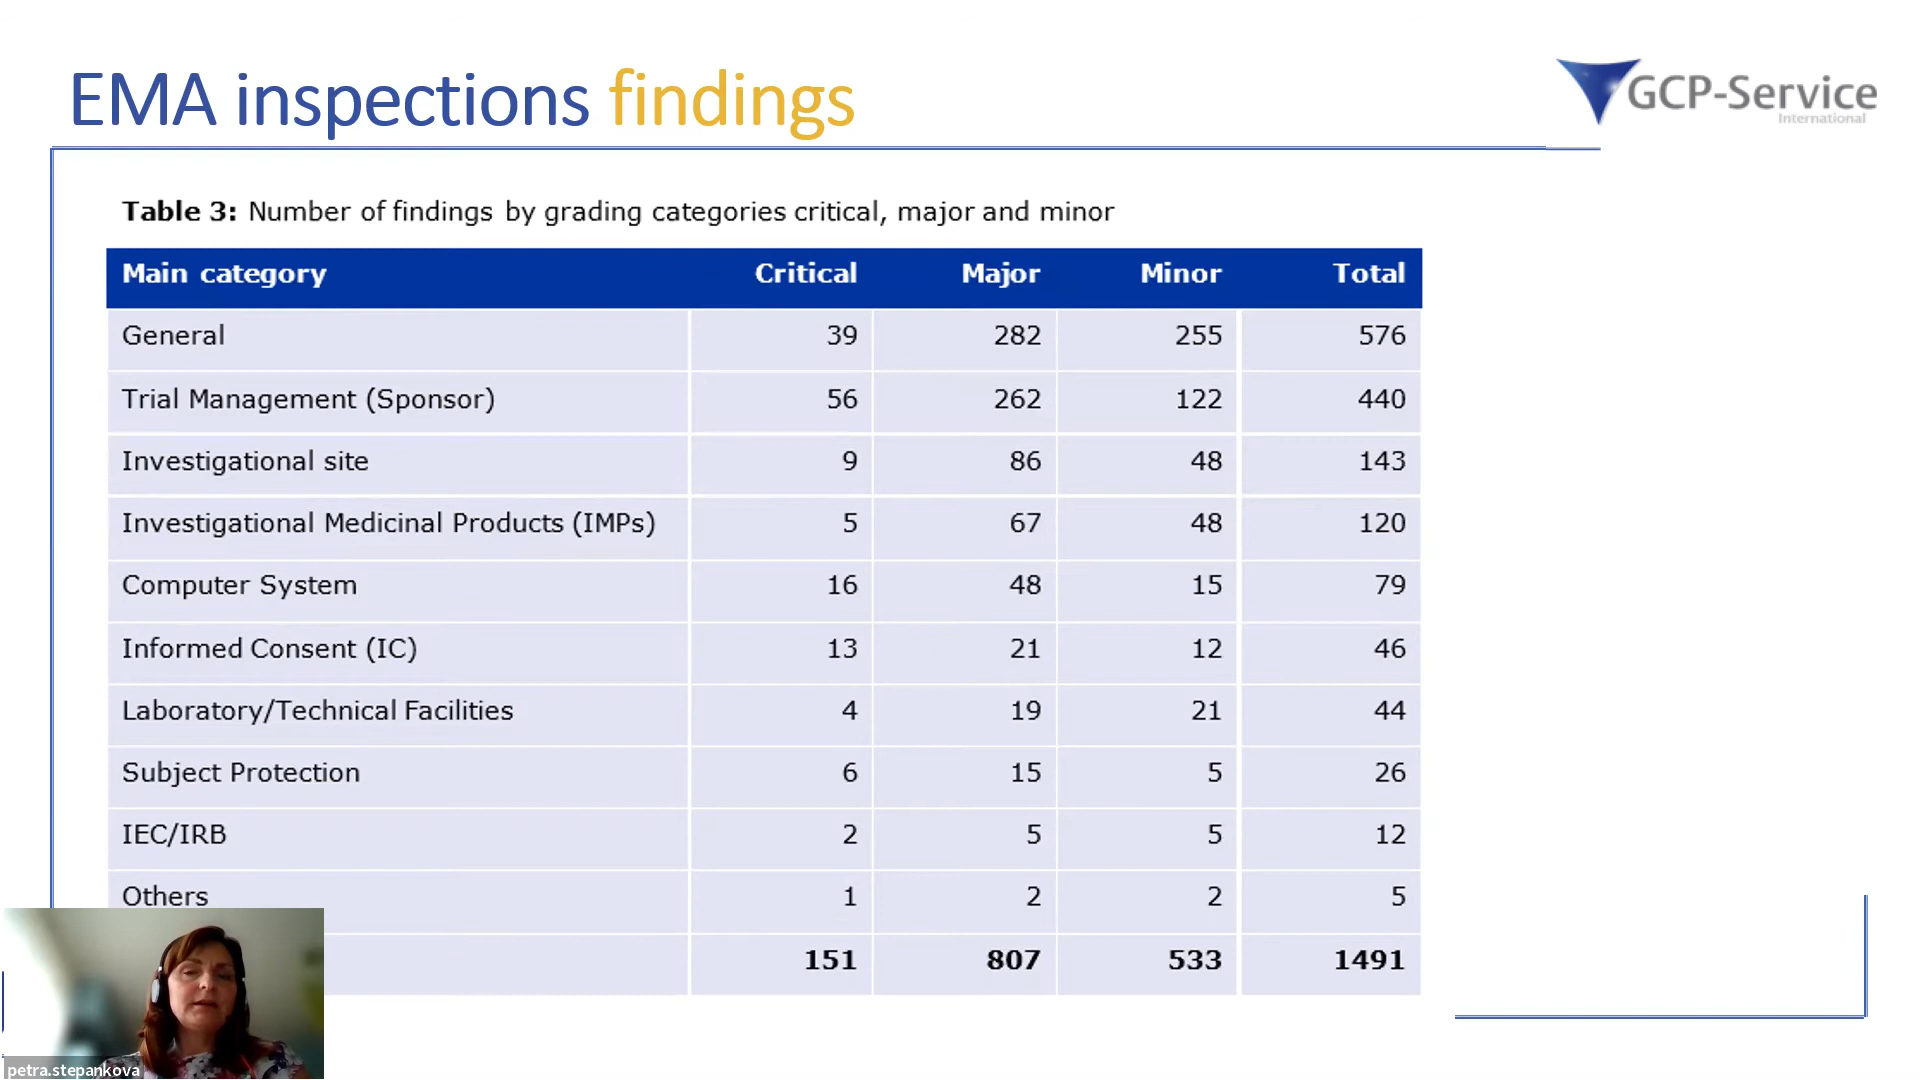 EMA inspections findings
GCP-Service
International
Table 3: Number of findings by grading categories critical, major and minor
Main category Critical Major Minor Total
General 39 282 255 576
Trial Management (Sponsor) 56 262 122 440
Investigational site 9 86 48 143
Investigational Medicinal Products (IMPs) 5 67 48 120
Computer System 16 48 15 79
Informed Consent (IC) 13 21 12 46
Laboratory/Technical Facilities 4 19 21 44
Subject Protection 6 15 5 26
IEC/IRB 2 5 5 12
Others 1 2 2 5
151 807 533 1491
petra.stepankova